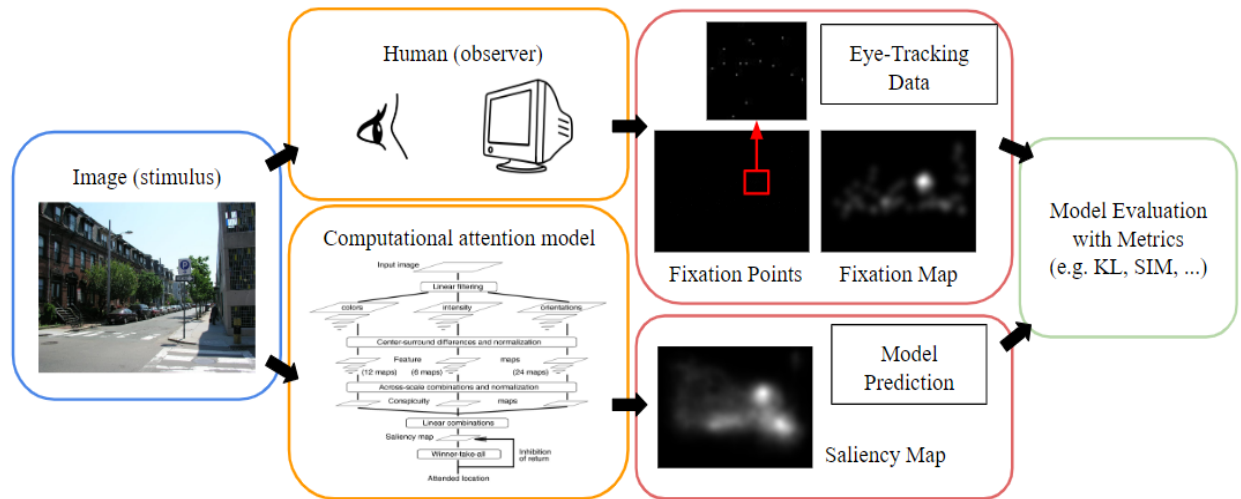 Image (stimulus)
P
Human (observer)
Computational attention model
Input image
Linear filtering
colors intensity orientations
Center-surround differences and normalization
Feature maps
(12 maps) (6 maps) (24 maps)
Across-scale combinations and normalization
Conspicuity maps
Linear combinations
Saliency map
Winner-take-all
Inhibition
of return
Attended location
Eye-Tracking
Data
Fixation Points
Fixation Map
Model
Prediction
Saliency Map
Model Evaluation
with Metrics
(e.g. KL, SIM, ...)